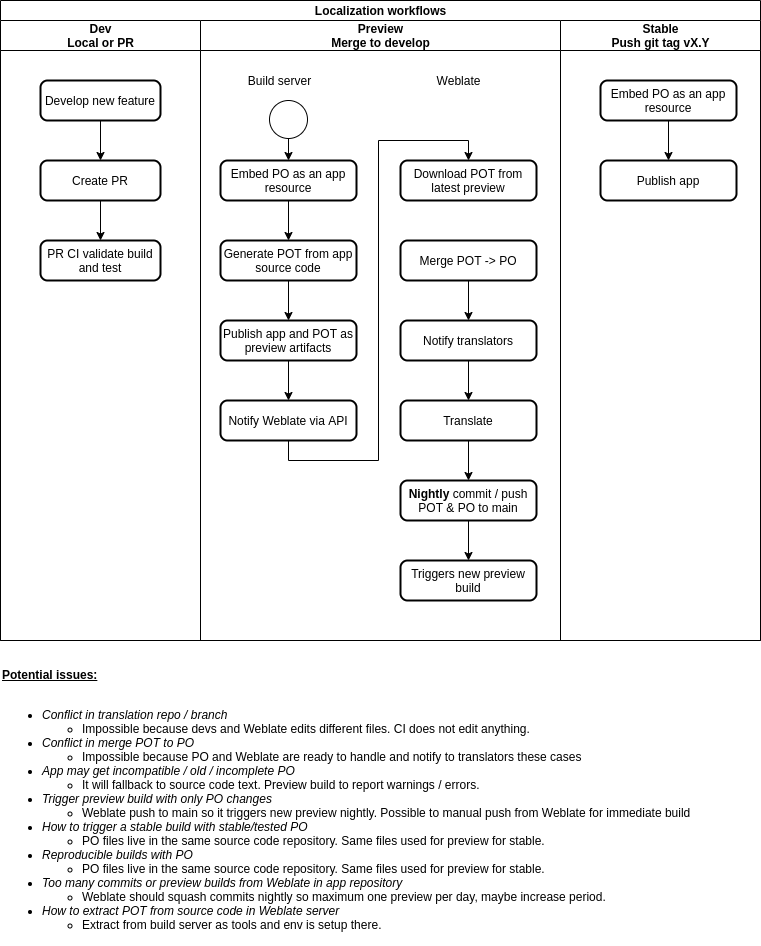 Localization workflows
Dev
Local or PR
Preview
Merge to develop
Stable
Push git tag vX.Y
Develop new feature
Create PR
PR CI validate build
and test
Build server
Embed PO as an app
resource
Generate POT from app
source code
Publish app and POT as
preview artifacts
Notify Weblate via API
Weblate
Download POT from
latest preview
Merge POT -> PO
Notify translators
Translate
Nightly commit / push
POT & PO to main
Triggers new preview
build
Embed PO as an app
resource
Publish app
Potential issues:
Conflict in translation repo / branch
Impossible because devs and Weblate edits different files. CI does not edit anything.
Conflict in merge POT to PO
Impossible because PO and Weblate are ready to handle and notify to translators these cases
App may get incompatible / old / incomplete PO
It will fallback to source code text. Preview build to report warnings / errors.
Trigger preview build with only PO changes
Weblate push to main so it triggers new preview nightly. Possible to manual push from Weblate for immediate build
How to trigger a stable build with stable/tested PO
PO files live in the same source code repository. Same files used for preview for stable.
Reproducible builds with PO
PO files live in the same source code repository. Same files used for preview for stable.
Too many commits or preview builds from Weblate in app repository
Weblate should squash commits nightly so maximum one preview per day, maybe increase period.
How to extract POT from source code in Weblate server
Extract from build server as tools and env is setup there.